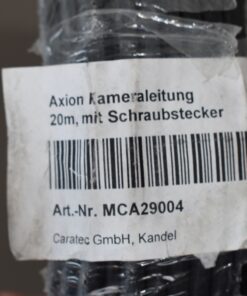 Axion Kameraleitung
20m, mit Schraubstecker
Art.-Nr. MCA29004
Caratec GmbH, Kandel